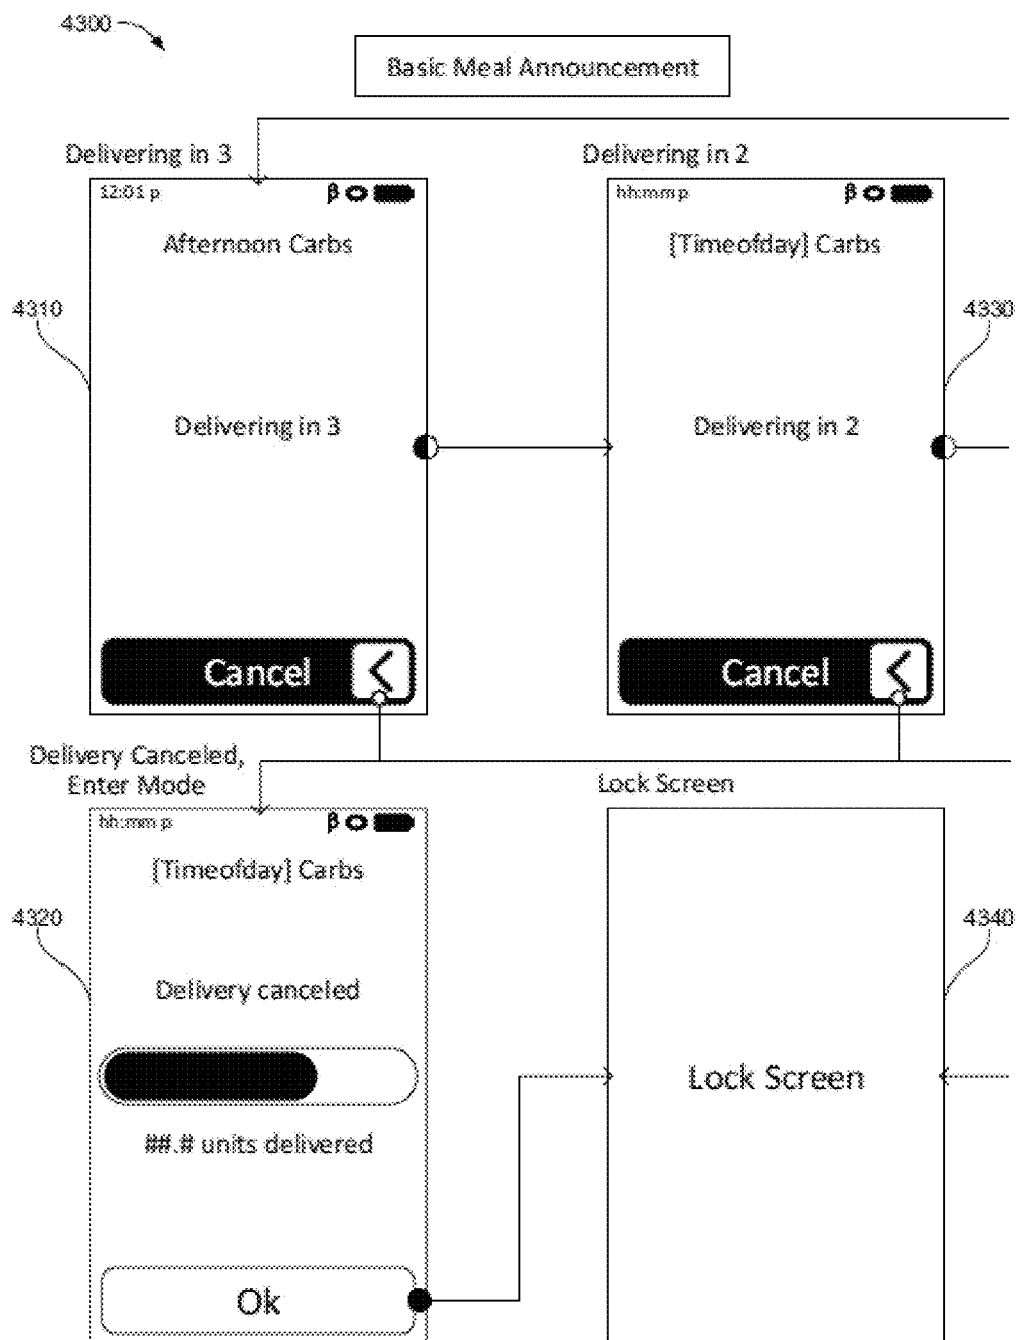 4300
Basic Meal Announcement
Delivering in 3
Delivering in 2
12:01 p
β
hh:mm p
β
Afternoon Carbs
[Timeofday] Carbs
4310
4330
Delivering in 3
Delivering in 2
Cancel
Cancel
Delivery Canceled,
Enter Mode
Lock Screen
hh:mm p
β
[Timeofday] Carbs
4320
4340
Delivery canceled
Lock Screen
##.# units delivered
Ok